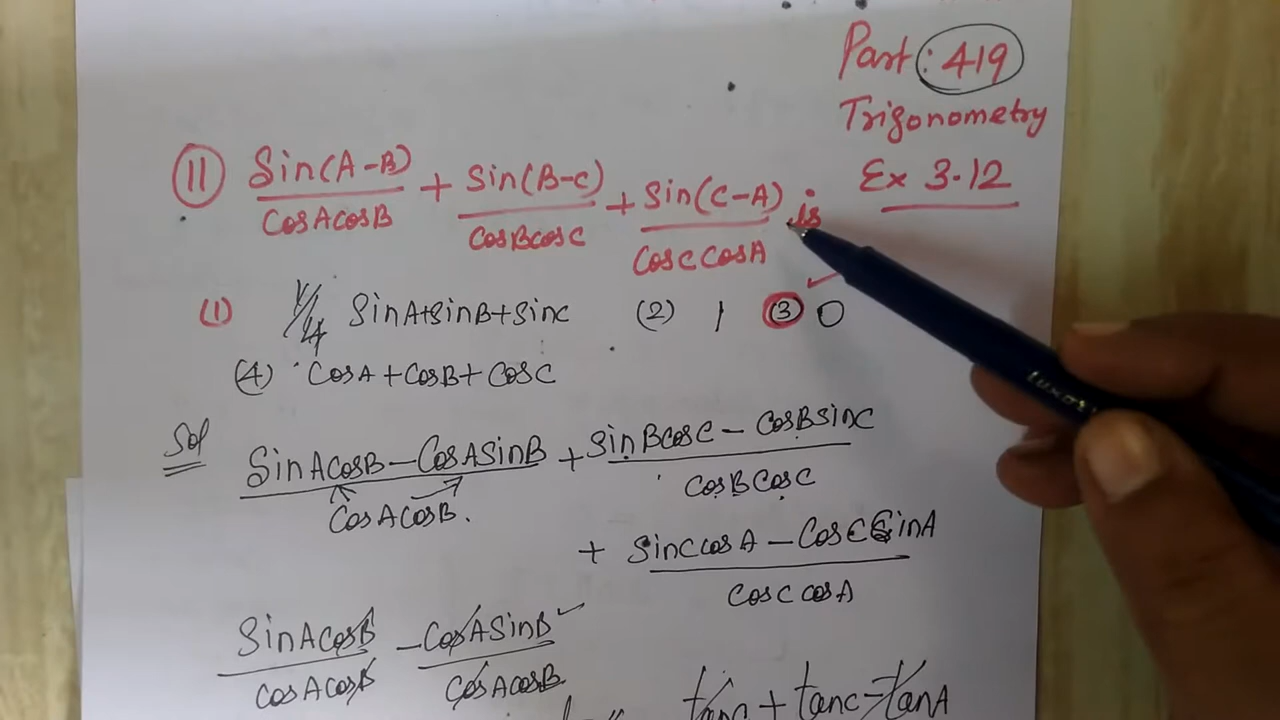 Part : 419
Trigonometry
Ex 3.12
11 Sin(A-B)/CosAcosB + Sin(B-C)/CosBcosC + Sin(C-A)/CosCCosA is
(1) SinA+SinB+SinC (2) 1 (3) 0
(4) CosA+CosB+CosC
Sol
SinACosB-CosASinB/CosACosB. + SinBcosC - CosBsinC/CosBCosC
+ SinCcosA - CosCSinA/CosCcosA
SinACosB/CosACosB - CosASinB/CosACosB
tanC + tanC - tanA